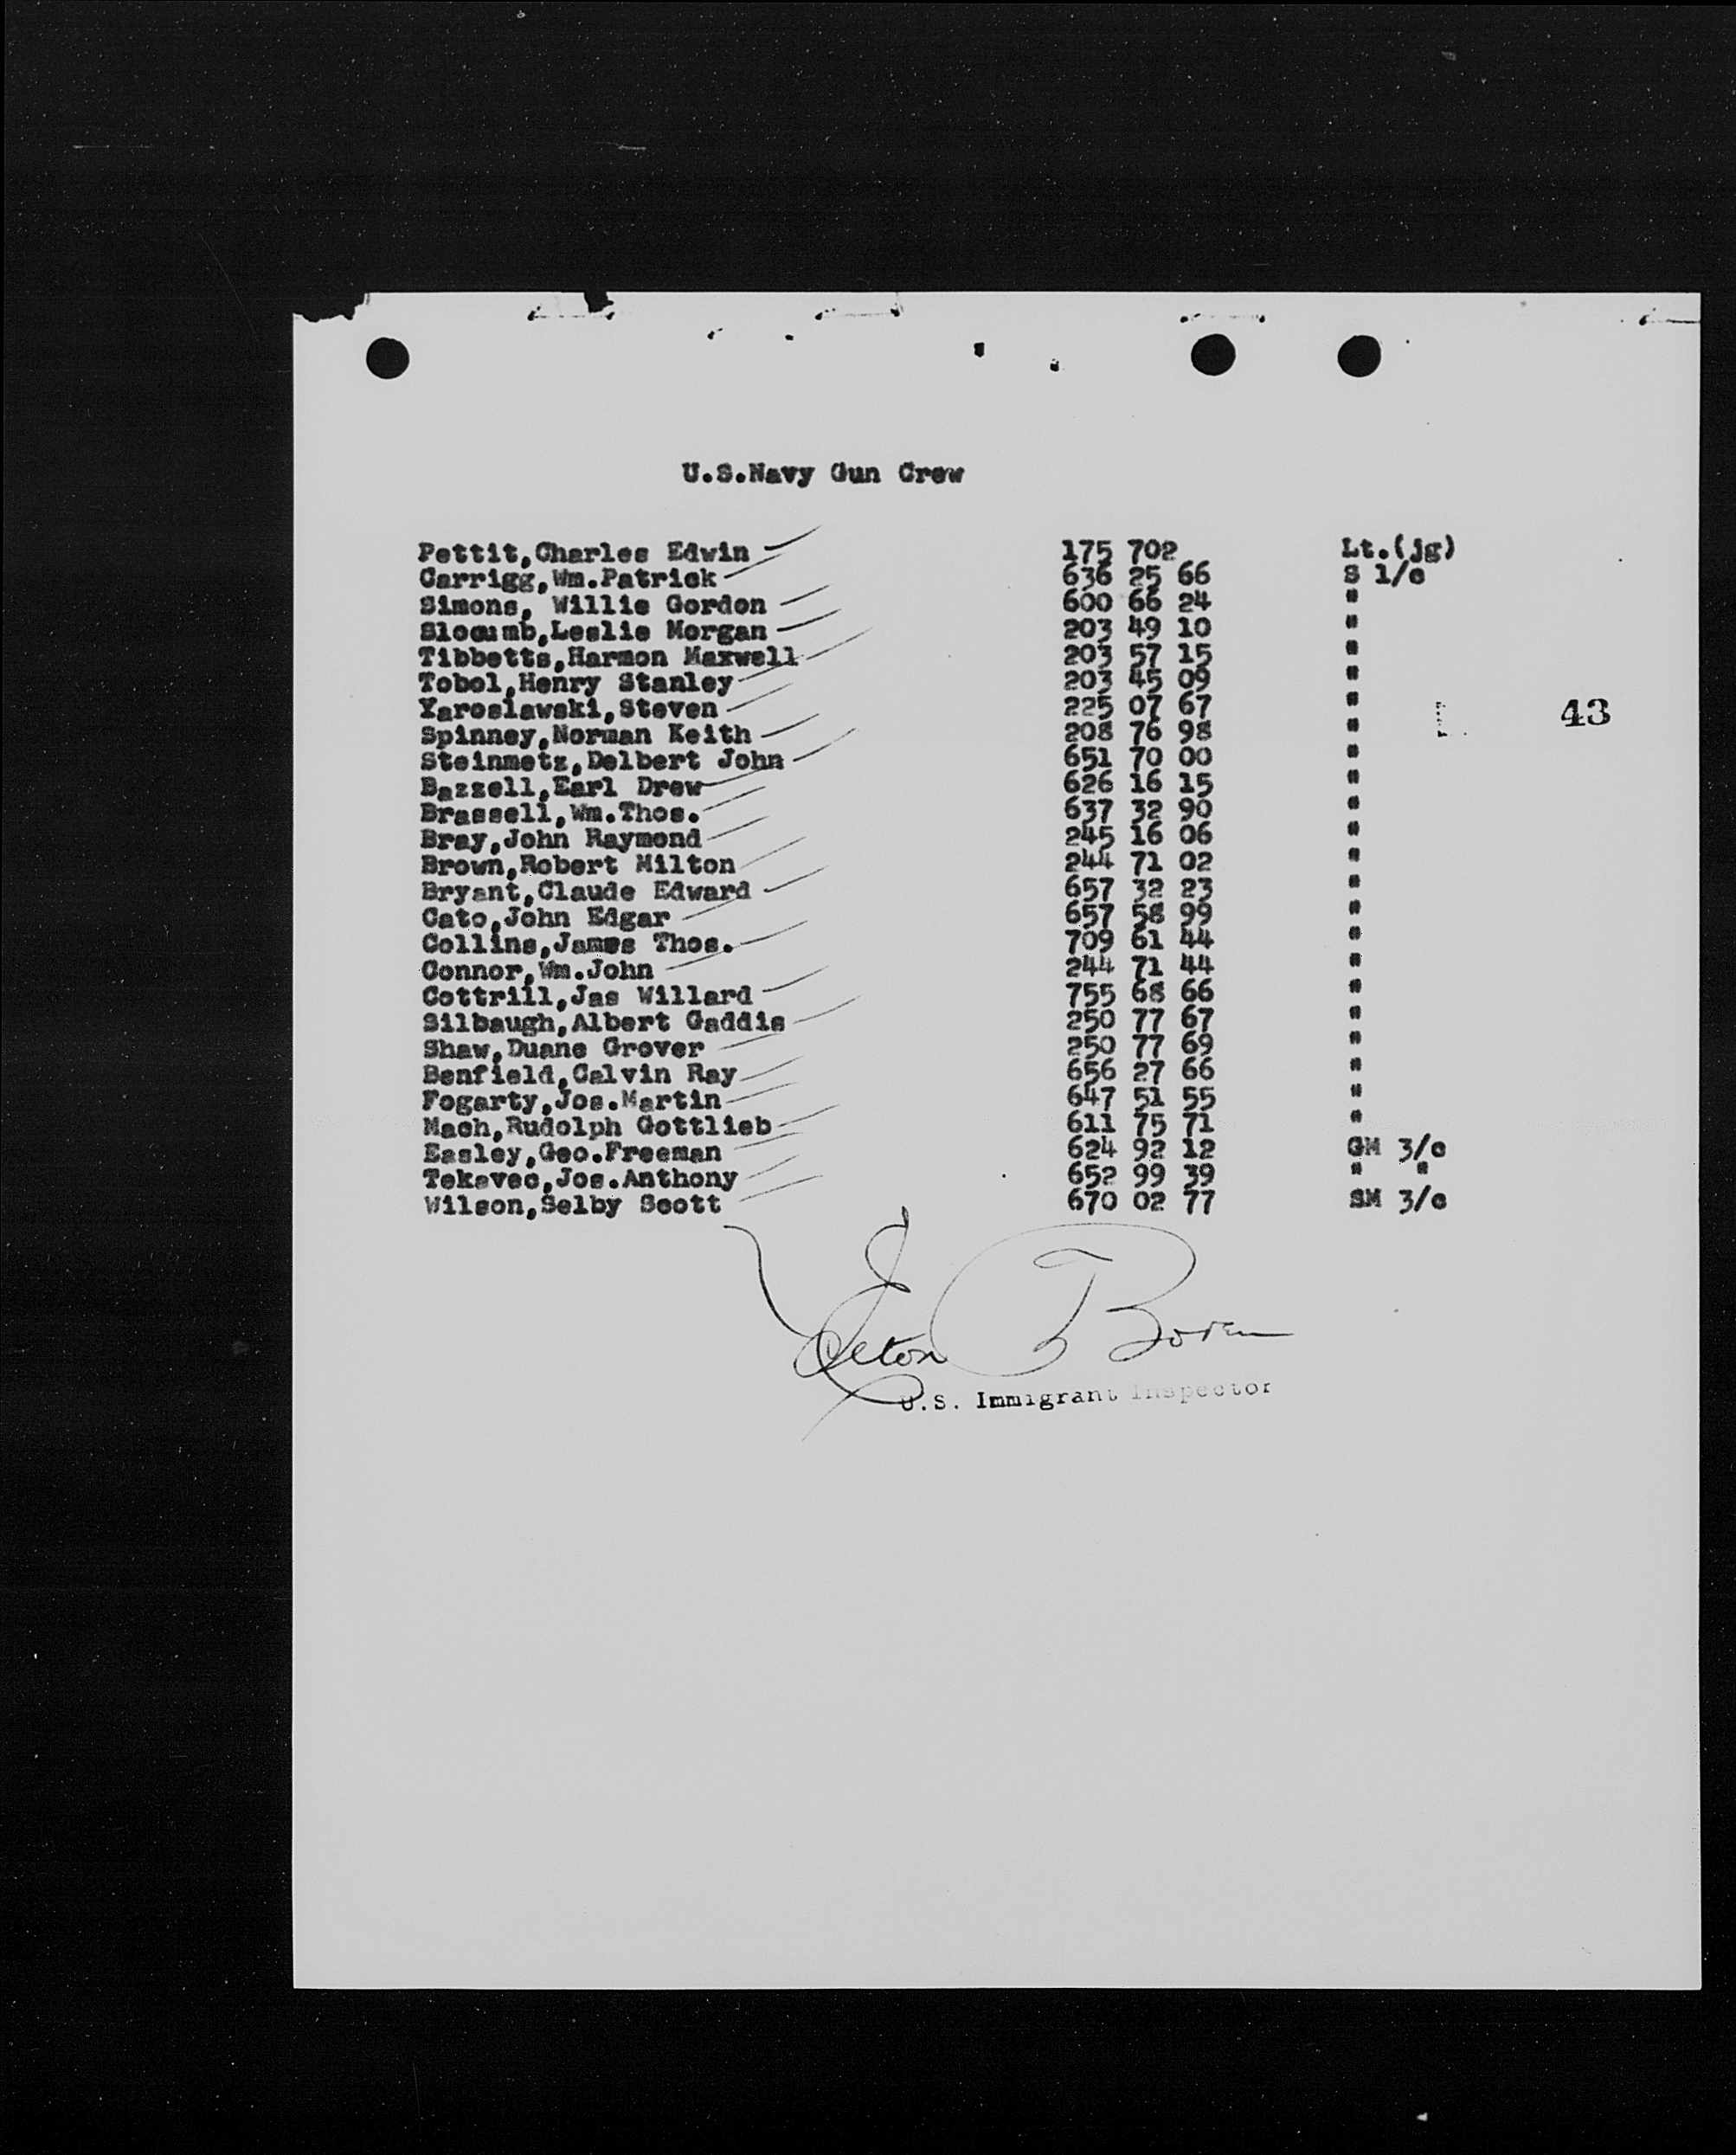 U.S.Navy Gun Crew
Pettit,Charles Edwin 175 702 Lt.(jg)
Carrigg,Wm.Patrick 636 25 66 S 1/c
Simons, Willie Gordon 600 66 24 "
Slocumb,Leslie Morgan 203 49 10 "
Tibbetts,Harmon Maxwell 203 57 15 "
Tobol,Henry Stanley 203 45 09 "
Yaroslawski,Steven 225 07 67 "
43
Spinney,Norman Keith 208 76 98 "
Steinmetz,Delbert John 651 70 00 "
Bazzell,Earl Drew 626 16 15 "
Brassell,Wm.Thos. 637 32 90 "
Bray,John Raymond 245 16 06 "
Brown,Robert Milton 244 71 02 "
Bryant,Claude Edward 657 32 23 "
Cato,John Edgar 657 58 99 "
Collins,James Thos. 709 61 44 "
Connor,Wm.John 244 71 44 "
Cottrill,Jas Willard 755 68 66 "
Silbaugh,Albert Gaddis 250 77 67 "
Shaw,Duane Grover 250 77 69 "
Benfield,Calvin Ray 656 27 66 "
Fogarty,Jos.Martin 647 51 55 "
Mach,Rudolph Gottlieb 611 75 71 "
Easley,Geo.Freeman 624 92 12 GM 3/c
Tekavec,Jos.Anthony 652 99 39 " "
Wilson,Selby Scott 670 02 77 SM 3/c
U.S. Immigrant Inspector